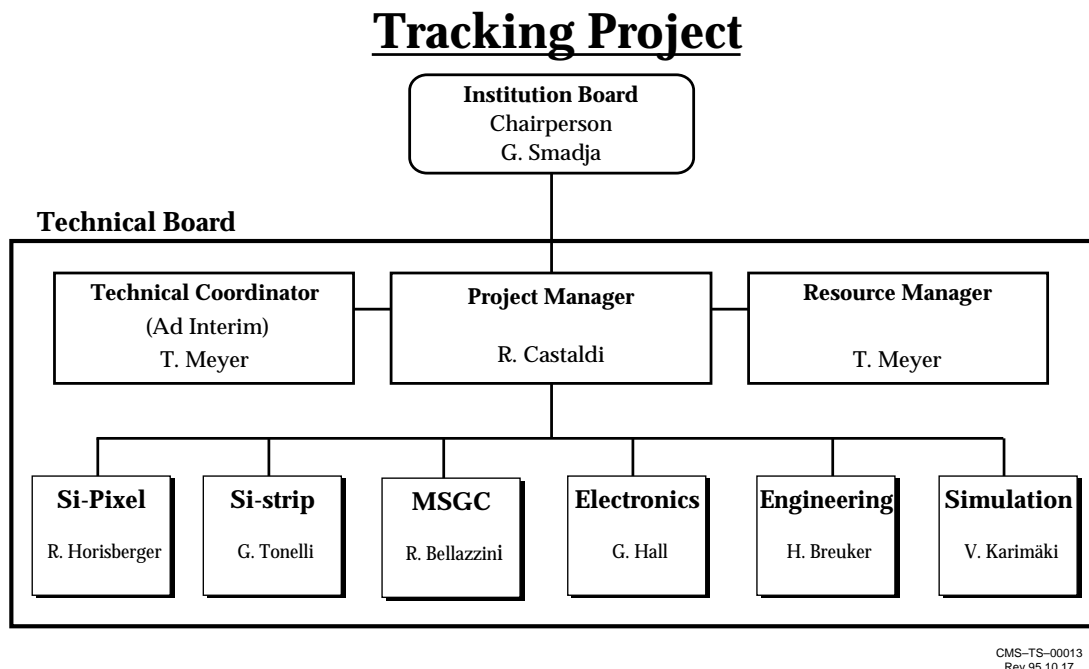 Tracking Project
Institution Board
Chairperson
G. Smadja
Technical Board
Technical Coordinator
(Ad Interim)
T. Meyer
Project Manager
R. Castaldi
Resource Manager
T. Meyer
Si-Pixel
R. Horisberger
Si-strip
G. Tonelli
MSGC
R. Bellazzini
Electronics
G. Hall
Engineering
H. Breuker
Simulation
V. Karimäki
CMS–TS–00013
Rev 95.10.17